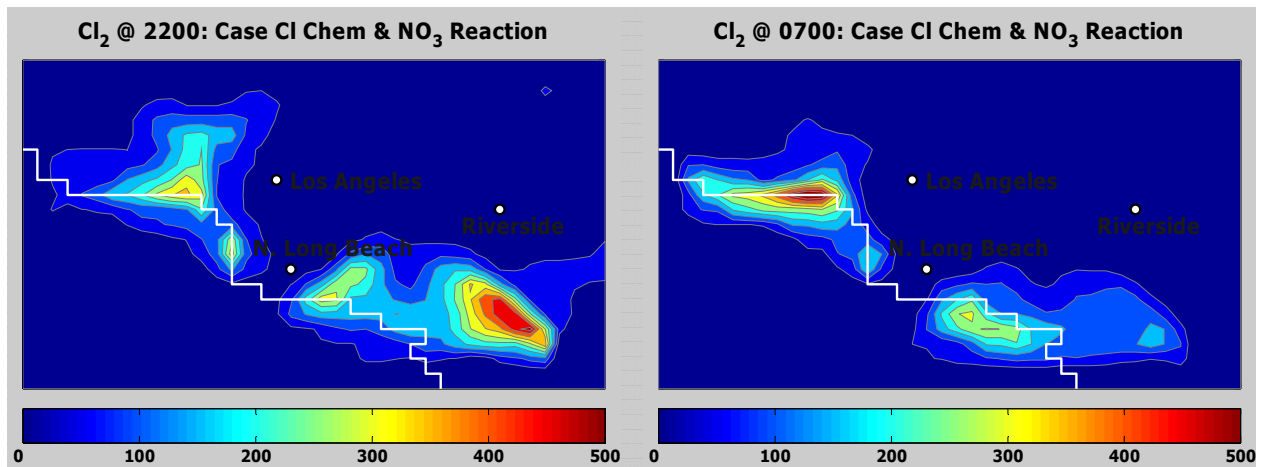 Cl2 @ 2200: Case Cl Chem & NO3 Reaction
Los Angeles
Riverside
N. Long Beach
0 100 200 300 400 500
Cl2 @ 0700: Case Cl Chem & NO3 Reaction
Los Angeles
Riverside
N. Long Beach
0 100 200 300 400 500